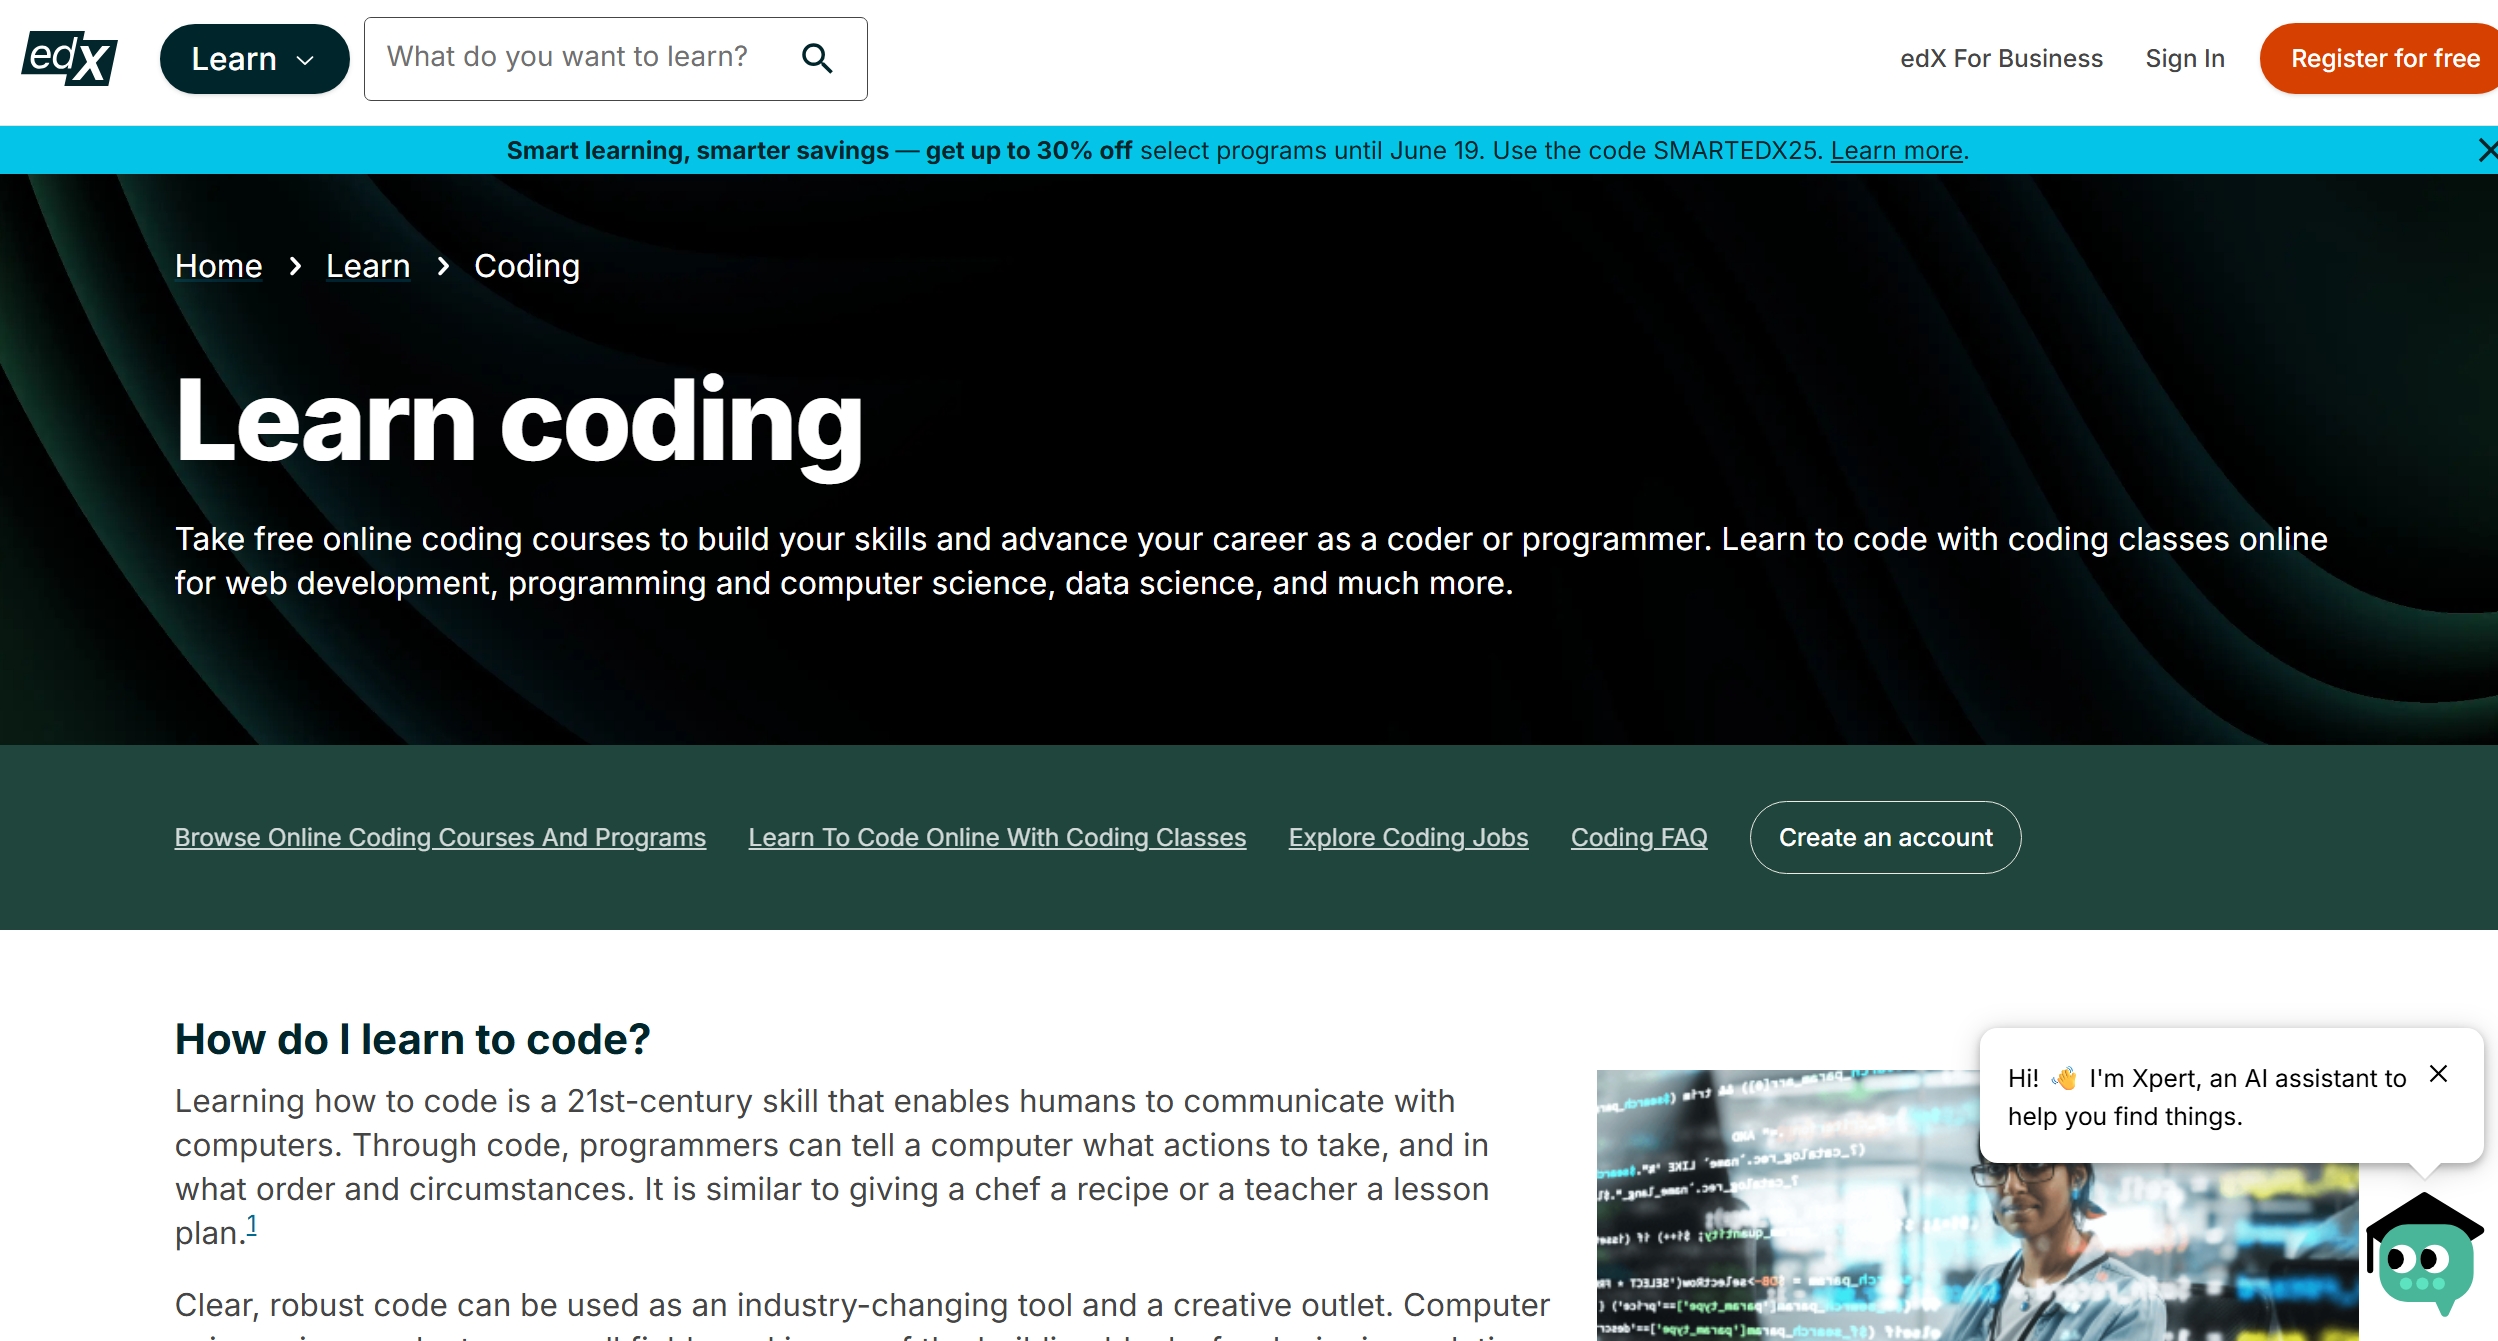 edX
Learn
What do you want to learn?
edX For Business
Sign In
Register for free
Smart learning, smarter savings — get up to 30% off select programs until June 19. Use the code SMARTEDX25. Learn more.
Home > Learn > Coding
Learn coding
Take free online coding courses to build your skills and advance your career as a coder or programmer. Learn to code with coding classes online
for web development, programming and computer science, data science, and much more.
Browse Online Coding Courses And Programs
Learn To Code Online With Coding Classes
Explore Coding Jobs
Coding FAQ
Create an account
How do I learn to code?
Learning how to code is a 21st-century skill that enables humans to communicate with
computers. Through code, programmers can tell a computer what actions to take, and in
what order and circumstances. It is similar to giving a chef a recipe or a teacher a lesson
plan.1
Clear, robust code can be used as an industry-changing tool and a creative outlet. Computer
Hi! 👋 I'm Xpert, an AI assistant to
help you find things.